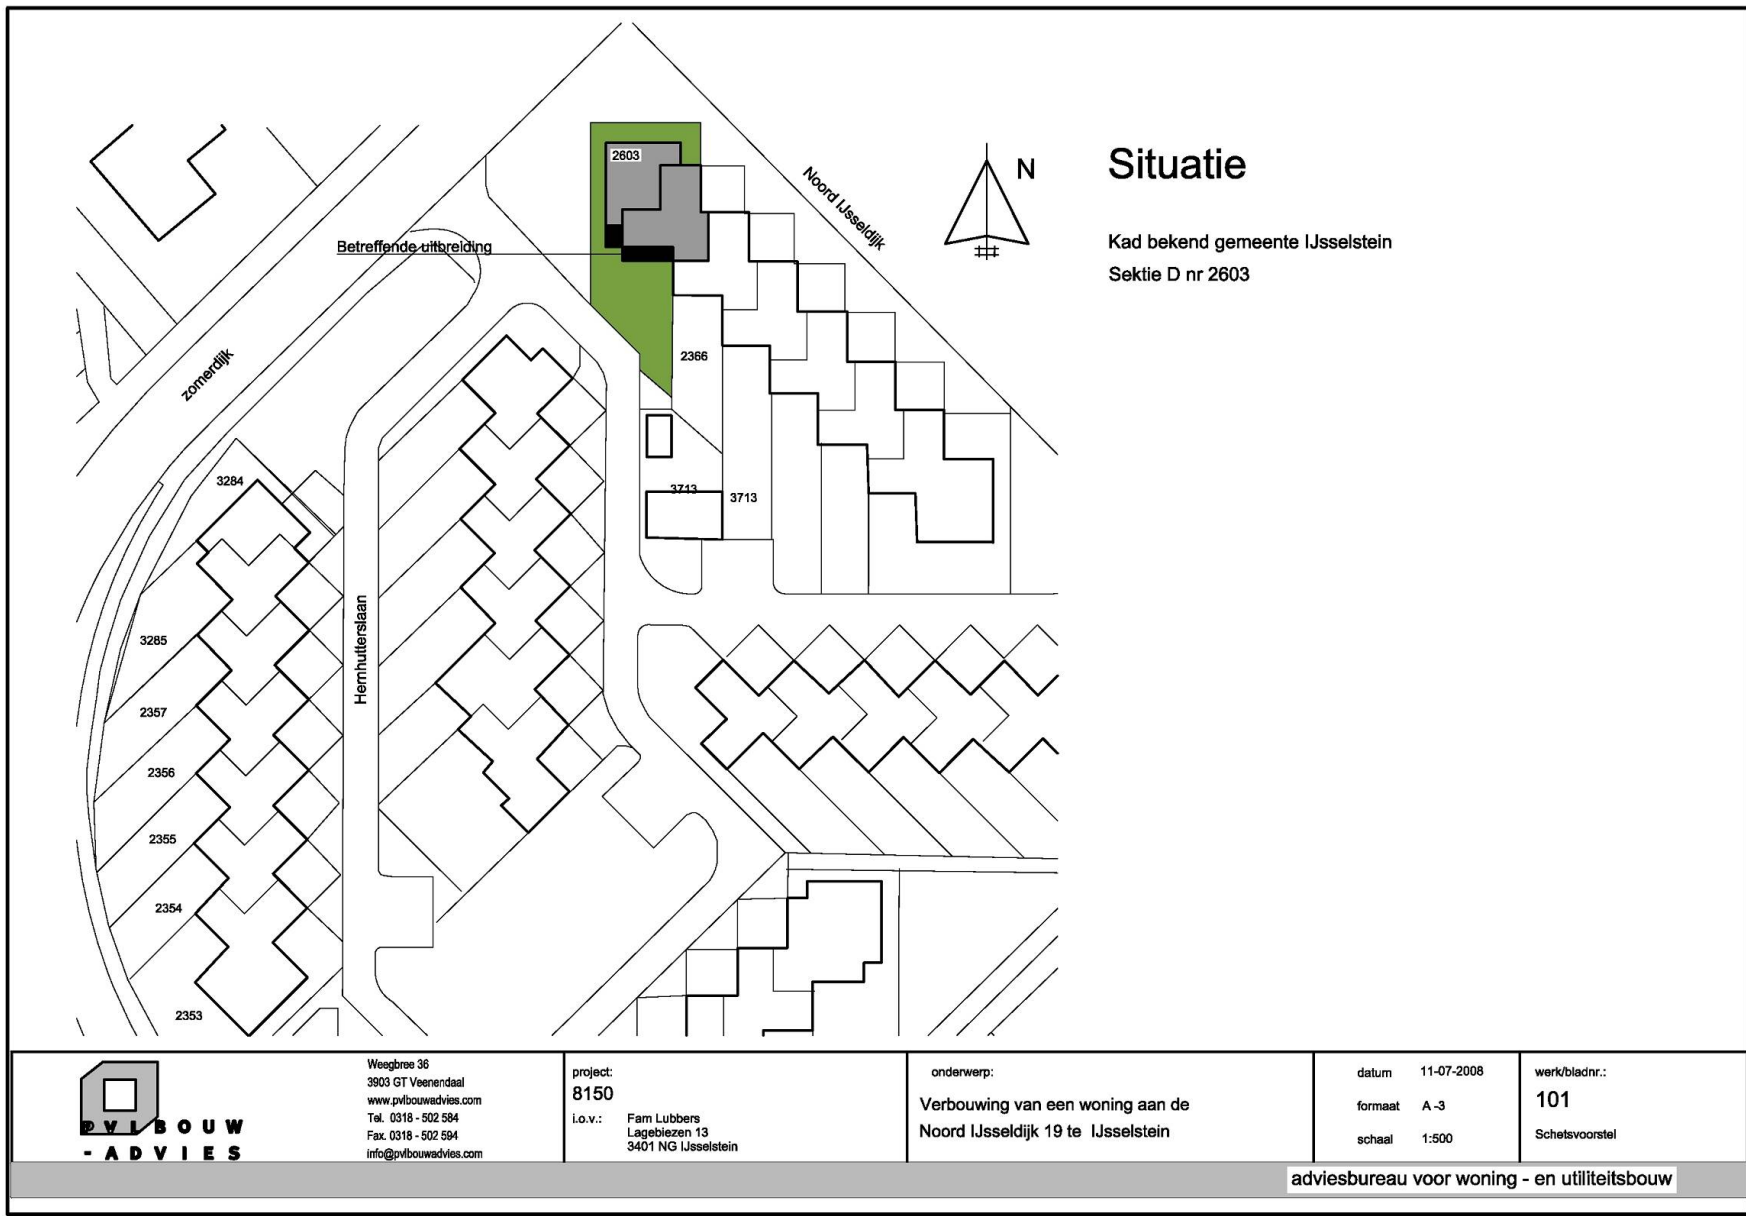 Situatie
N
Kad bekend gemeente IJsselstein
Sektie D nr 2603
2603
Noord IJsseldijk
Betreffende uitbreiding
zomerdijk
2366
3284
3713
3713
Hernhutterslaan
3285
2357
2356
2355
2354
2353
PVLBOUW
-ADVIES
Weegbree 36
3903 GT Veenendaal
www.pvlbouwadvies.com
Tel. 0318 - 502 584
Fax. 0318 - 502 594
info@pvlbouwadvies.com
project:
8150
i.o.v.: Fam Lubbers
Lagebiezen 13
3401 NG IJsselstein
onderwerp:
Verbouwing van een woning aan de
Noord IJsseldijk 19 te IJsselstein
datum 11-07-2008
formaat A -3
schaal 1:500
werk/bladnr.:
101
Schetsvoorstel
adviesbureau voor woning - en utiliteitsbouw